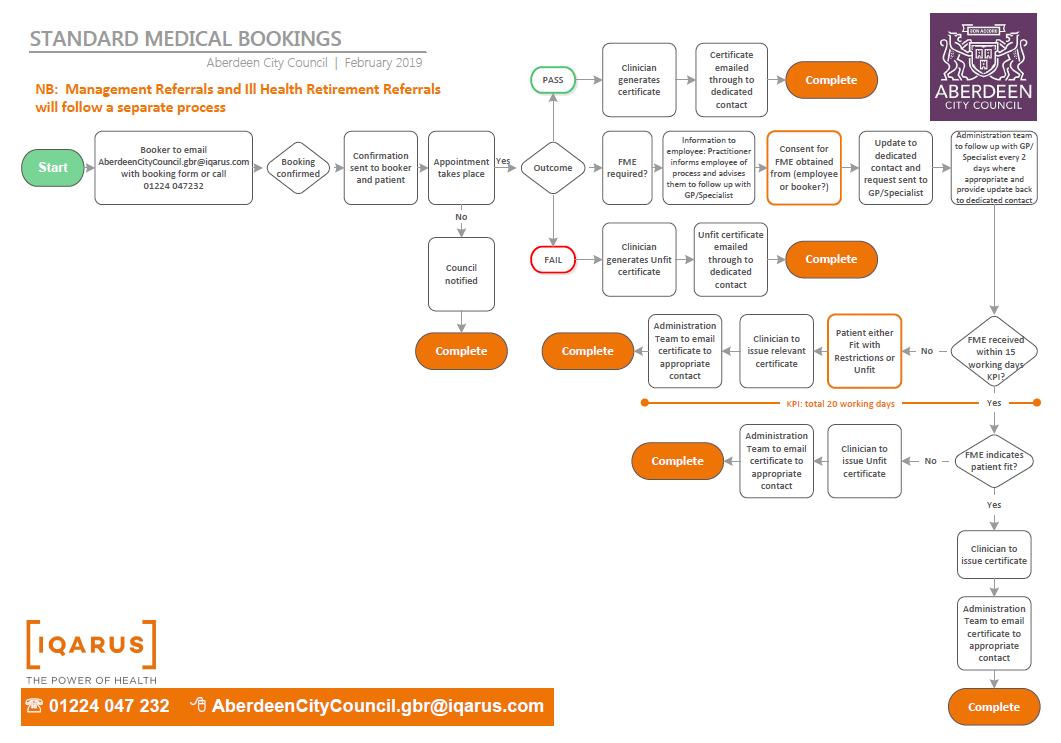 STANDARD MEDICAL BOOKINGS
Aberdeen City Council | February 2019
NB: Management Referrals and Ill Health Retirement Referrals
will follow a separate process
BON ACCORD
ABERDEEN
CITY COUNCIL
PASS
Clinician
generates
certificate
Certificate
emailed
through to
dedicated
contact
Complete
Start
Booker to email
AberdeenCityCouncil.gbr@iqarus.com
with booking form or call
01224 047232
Booking
confirmed
Confirmation
sent to booker
and patient
Appointment
takes place
Yes
Outcome
FME
required?
Information to
employee: Practitioner
informs employee of
process and advises
them to follow up with
GP/Specialist
Consent for
FME obtained
from (employee
or booker?)
Update to
dedicated
contact and
request sent to
GP/Specialist
Administration team
to follow up with GP/
Specialist every 2
days where
appropriate and
provide update back
to dedicated contact
No
Council
notified
Complete
FAIL
Clinician
generates Unfit
certificate
Unfit certificate
emailed
through to
dedicated
contact
Complete
FME received
within 15
working days
KPI?
No
Patient either
Fit with
Restrictions or
Unfit
Clinician to
issue relevant
certificate
Administration
Team to email
certificate to
appropriate
contact
Complete
KPI: total 20 working days
Yes
FME indicates
patient fit?
No
Clinician to
issue Unfit
certificate
Administration
Team to email
certificate to
appropriate
contact
Complete
Yes
Clinician to
issue certificate
Administration
Team to email
certificate to
appropriate
contact
Complete
IQARUS
THE POWER OF HEALTH
01224 047 232 AberdeenCityCouncil.gbr@iqarus.com